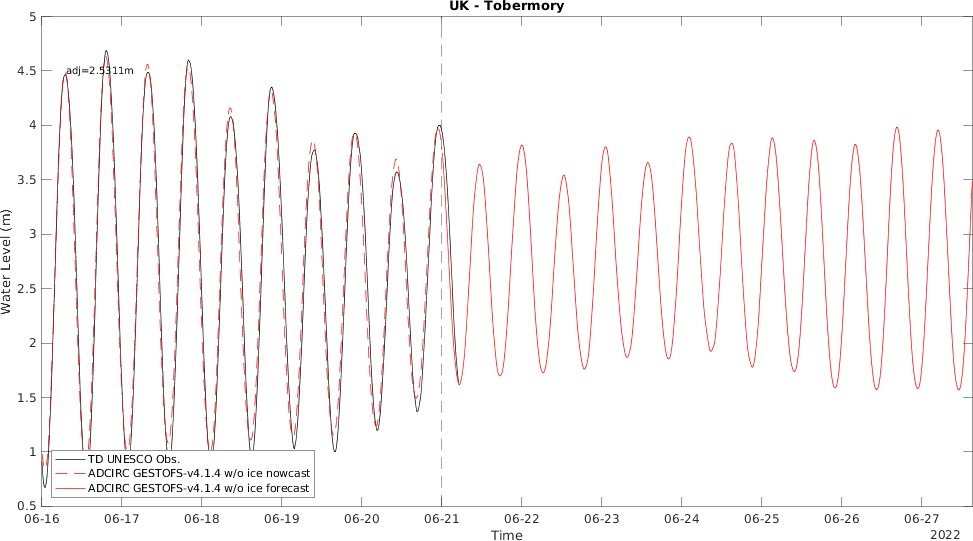 UK - Tobermory
5
4.5
4
3.5
3
2.5
2
1.5
1
0.5
Water Level (m)
adj=2.5311m
TD UNESCO Obs.
ADCIRC GESTOFS-v4.1.4 w/o ice nowcast
ADCIRC GESTOFS-v4.1.4 w/o ice forecast
06-16 06-17 06-18 06-19 06-20 06-21 06-22 06-23 06-24 06-25 06-26 06-27
Time
2022